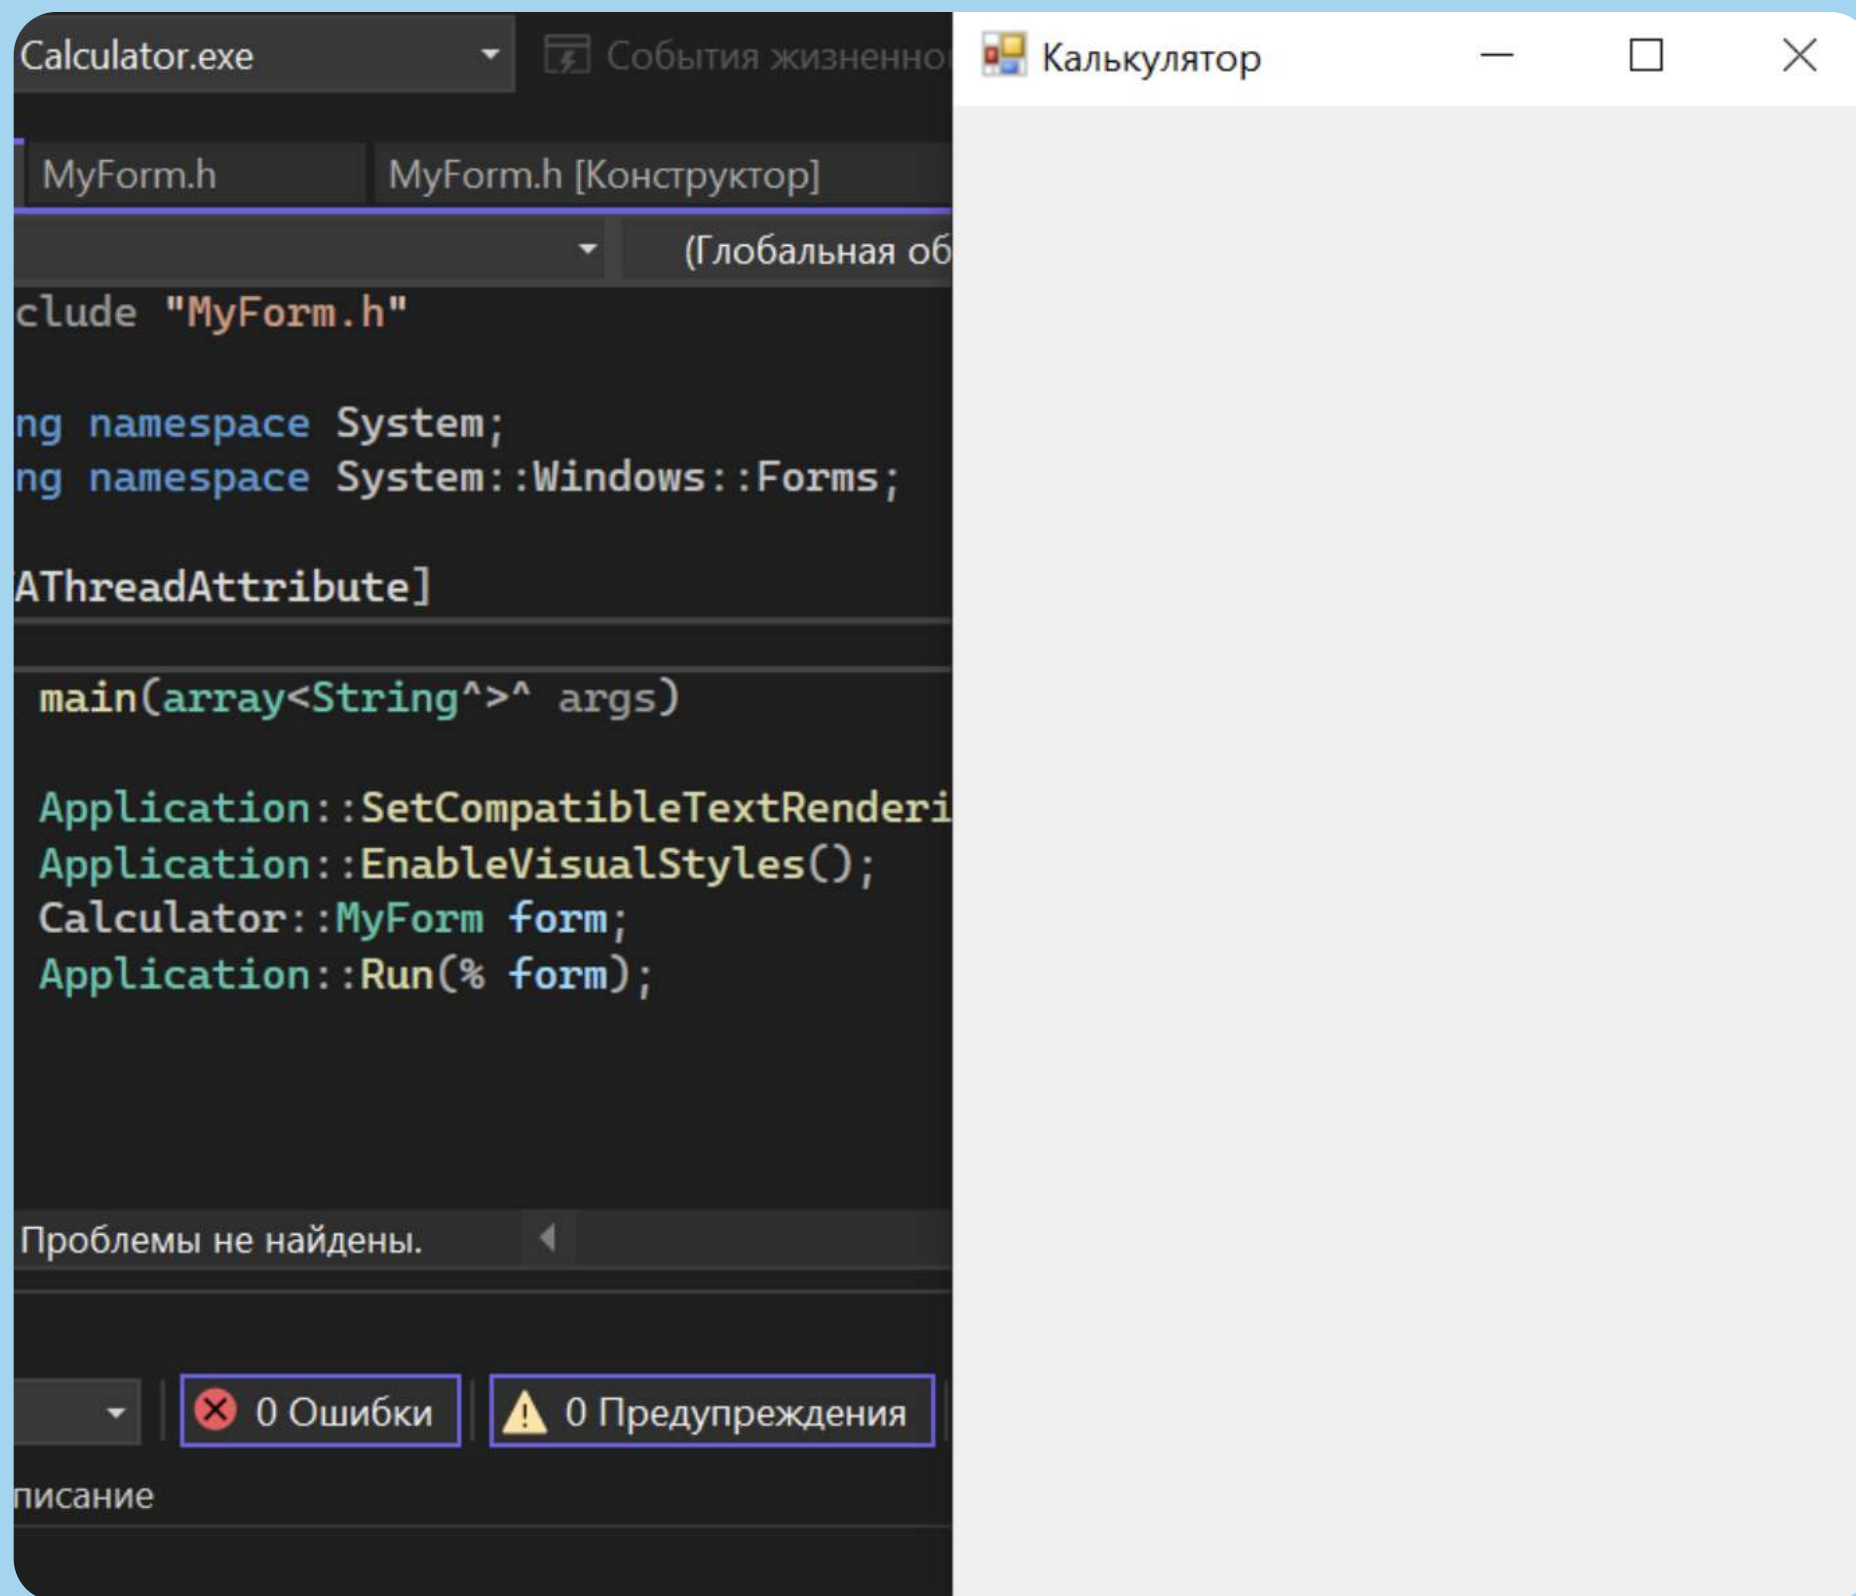 Calculator.exe
События жизненно
MyForm.h
MyForm.h [Конструктор]
(Глобальная об
clude "MyForm.h"
ng namespace System;
ng namespace System::Windows::Forms;
AThreadAttribute]
main(array<String^>^ args)
Application::SetCompatibleTextRenderi
Application::EnableVisualStyles();
Calculator::MyForm form;
Application::Run(% form);
Проблемы не найдены.
0 Ошибки
0 Предупреждения
писание
Калькулятор